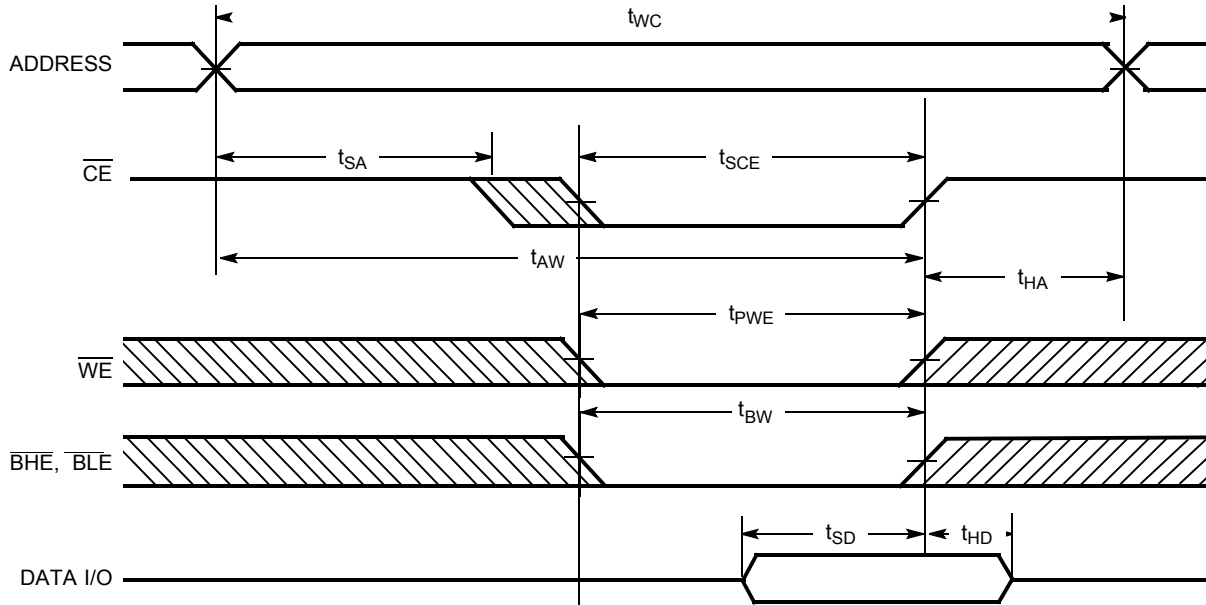 tWC
ADDRESS
tSA
tSCE
CE
tAW
tHA
tPWE
WE
tBW
BHE, BLE
tSD
tHD
DATA I/O